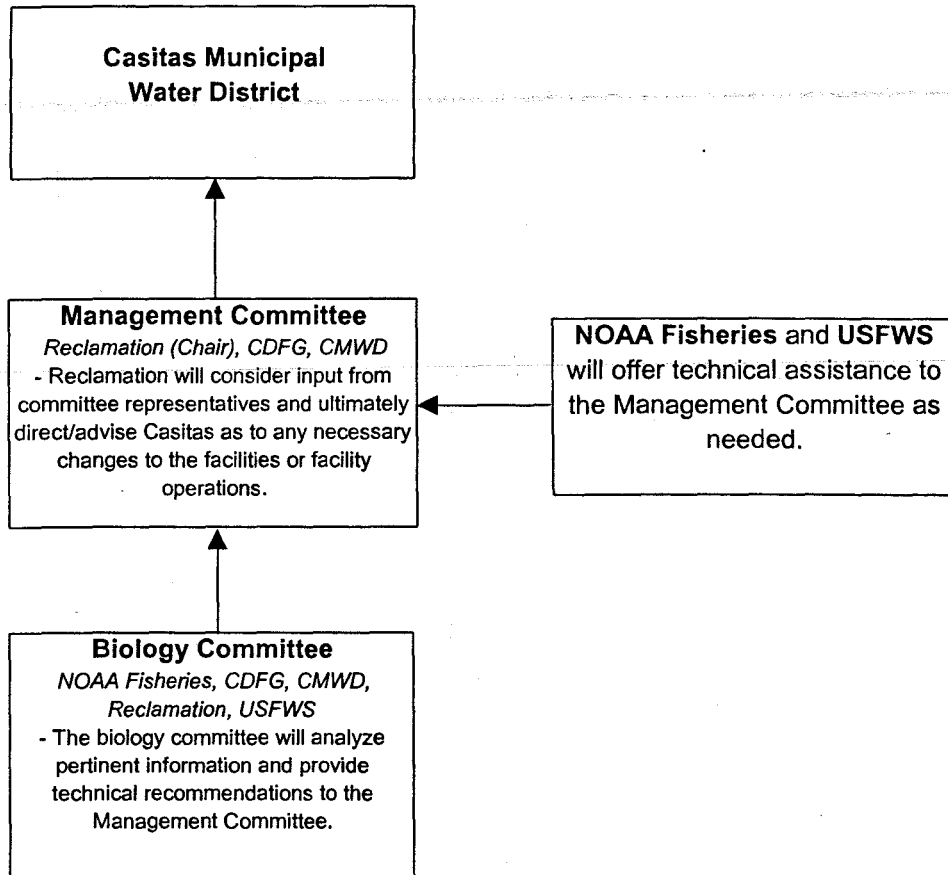 Casitas Municipal
Water District
Management Committee
Reclamation (Chair), CDFG, CMWD
- Reclamation will consider input from
committee representatives and ultimately
direct/advise Casitas as to any necessary
changes to the facilities or facility
operations.
NOAA Fisheries and USFWS
will offer technical assistance to
the Management Committee as
needed.
Biology Committee
NOAA Fisheries, CDFG, CMWD,
Reclamation, USFWS
- The biology committee will analyze
pertinent information and provide
technical recommendations to the
Management Committee.